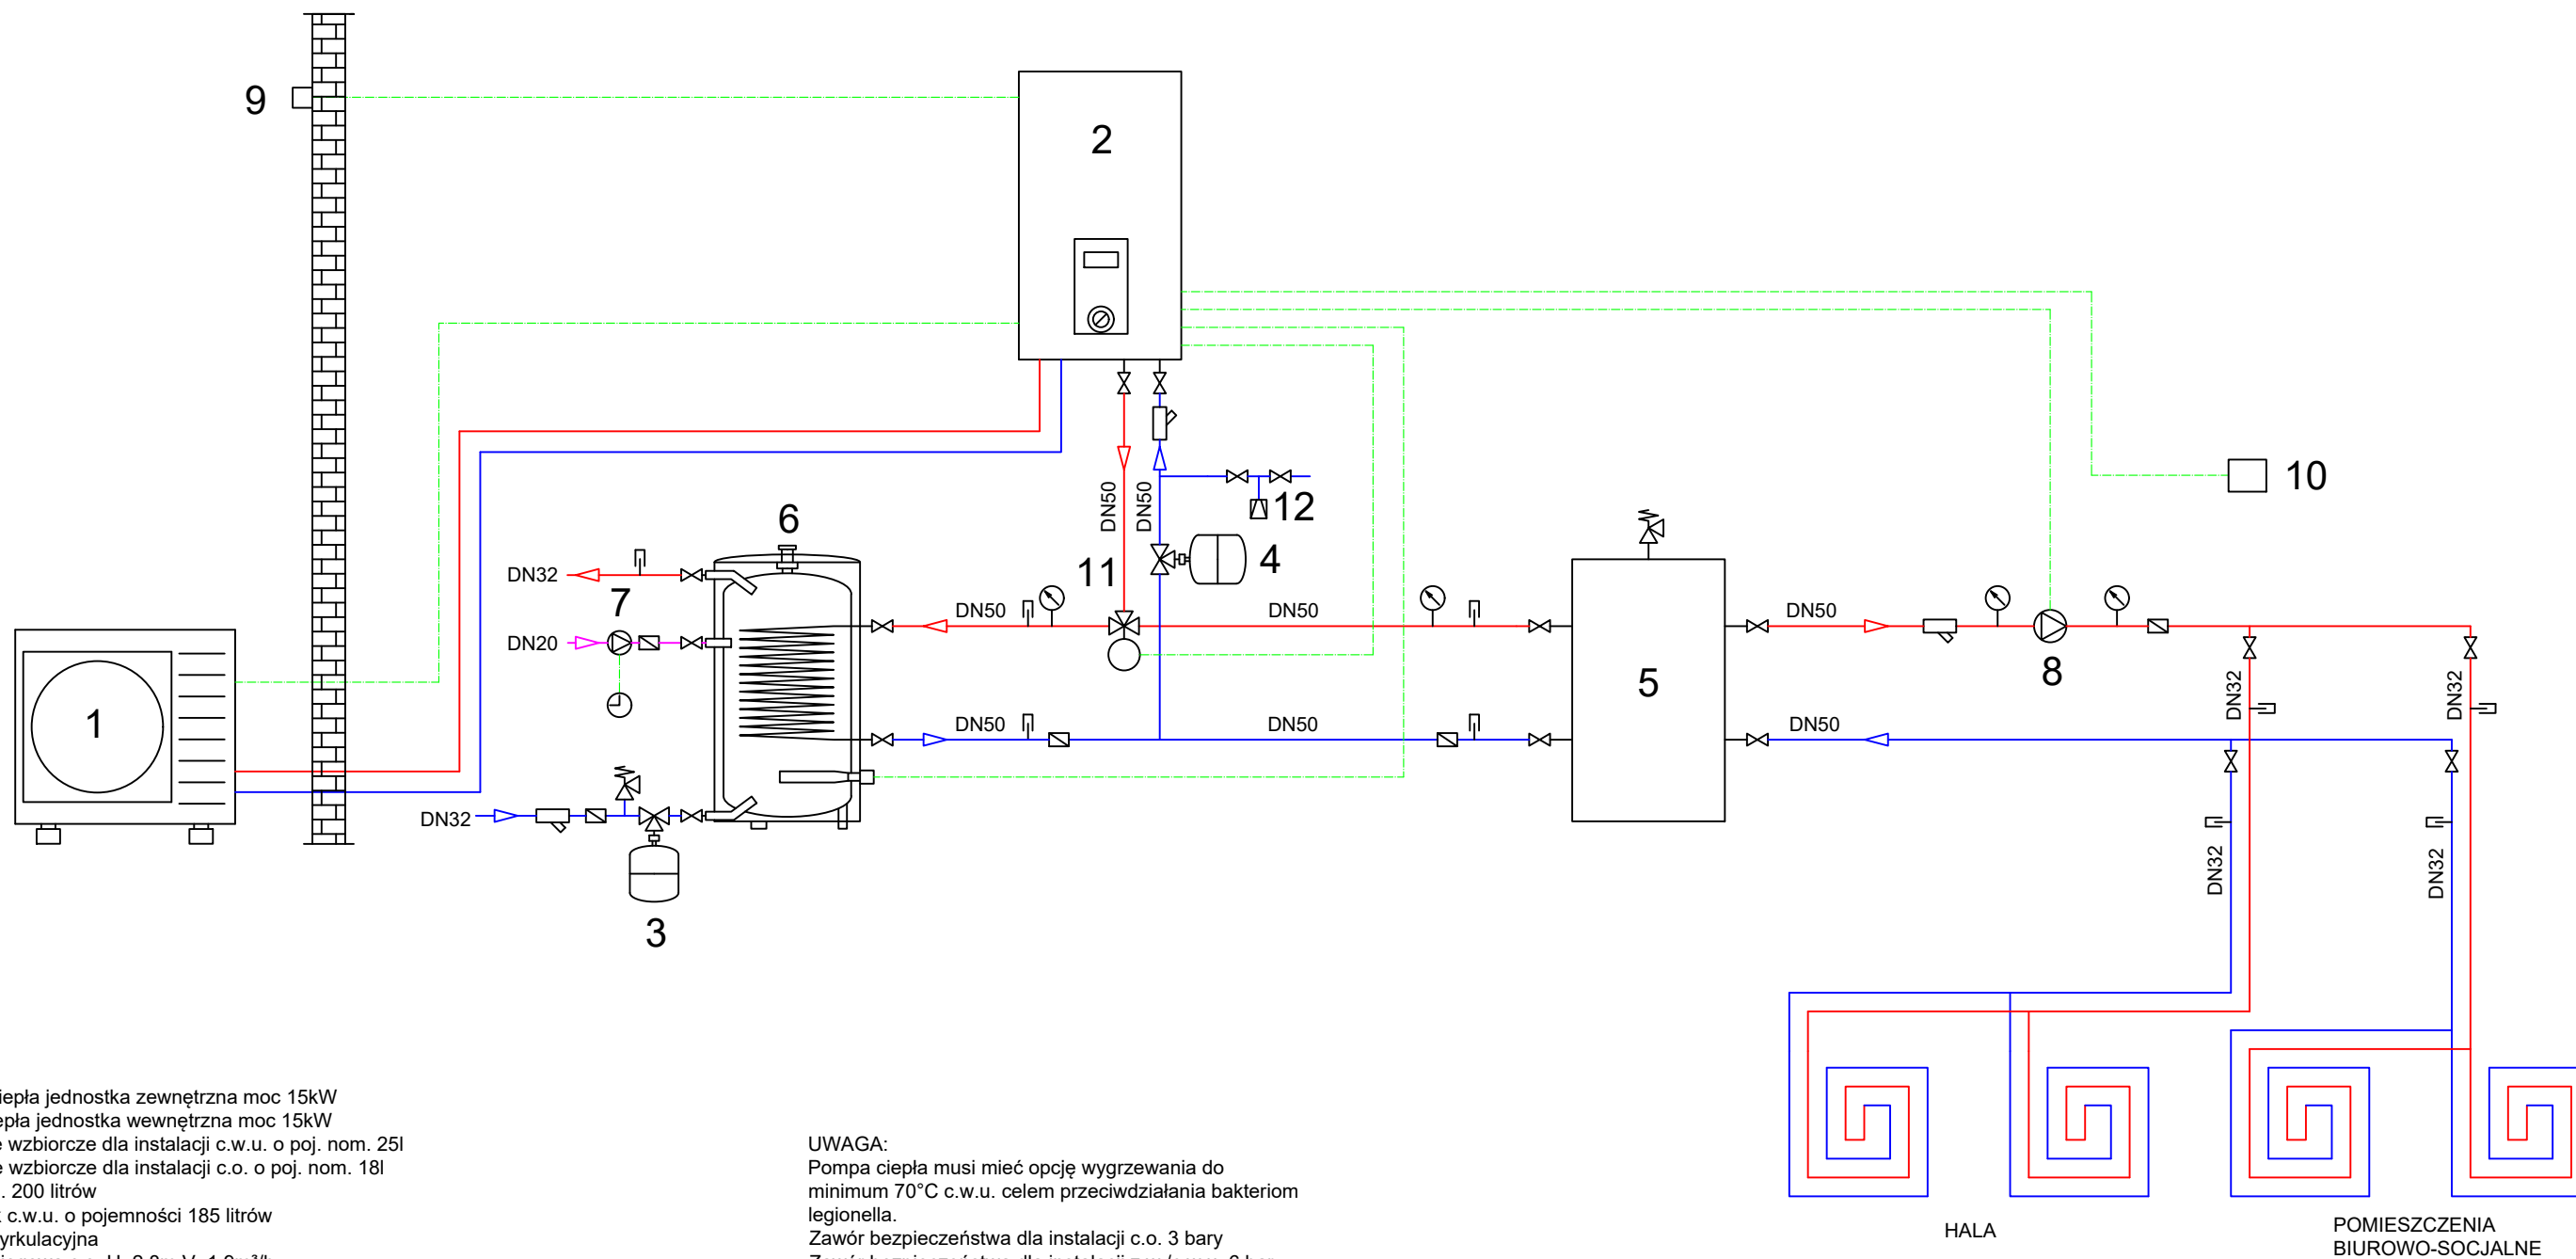 9
2
10
12
6
DN50
DN50
4
11
DN32
7
DN50
DN50
DN50
DN20
8
5
DN32
DN32
1
DN50
DN50
DN50
DN32
DN32
DN32
3
iepła jednostka zewnętrzna moc 15kW
epła jednostka wewnętrzna moc 15kW
e wzbiorcze dla instalacji c.w.u. o poj. nom. 25l
e wzbiorcze dla instalacji c.o. o poj. nom. 18l
. 200 litrów
c.w.u. o pojemności 185 litrów
yrkulacyjna
UWAGA:
Pompa ciepła musi mieć opcję wygrzewania do
minimum 70°C c.w.u. celem przeciwdziałania bakteriom
legionella.
Zawór bezpieczeństwa dla instalacji c.o. 3 bary
HALA
POMIESZCZENIA
BIUROWO-SOCJALNE